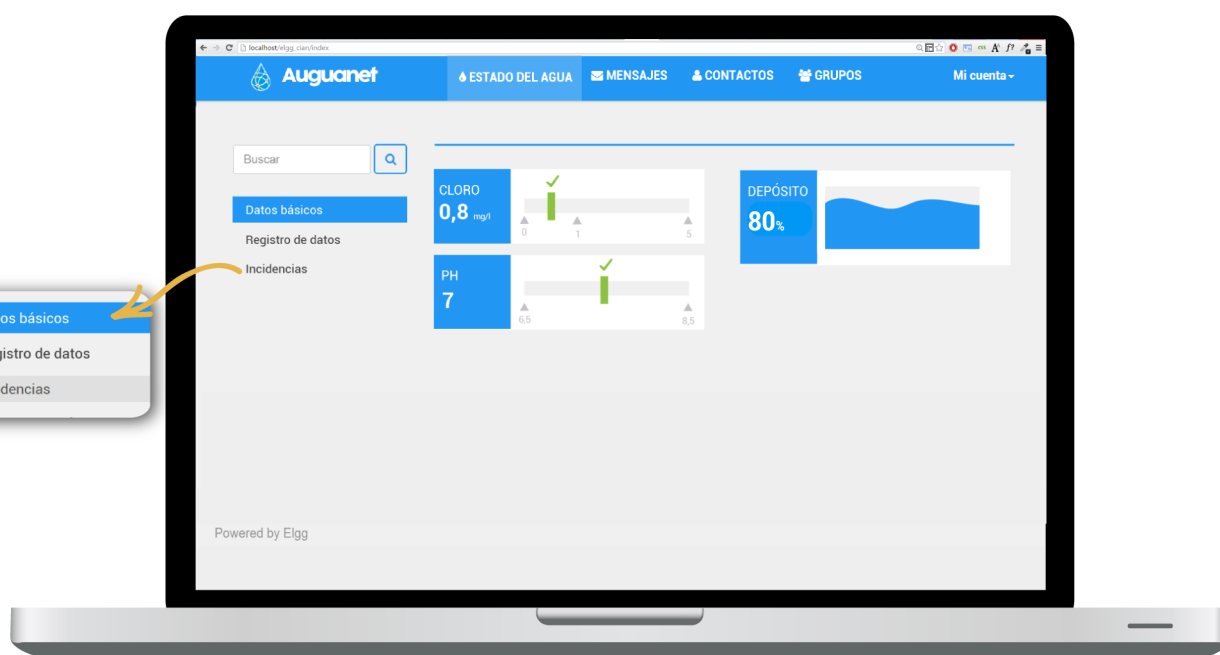 localhost/elgg_cian/index
Auguanet
ESTADO DEL AGUA
MENSAJES
CONTACTOS
GRUPOS
Mi cuenta
Buscar
Datos básicos
Registro de datos
Incidencias
CLORO
0,8 mg/l
0 1 5
PH
7
6,5 8,5
DEPÓSITO
80%
os básicos
istro de datos
dencias
Powered by Elgg